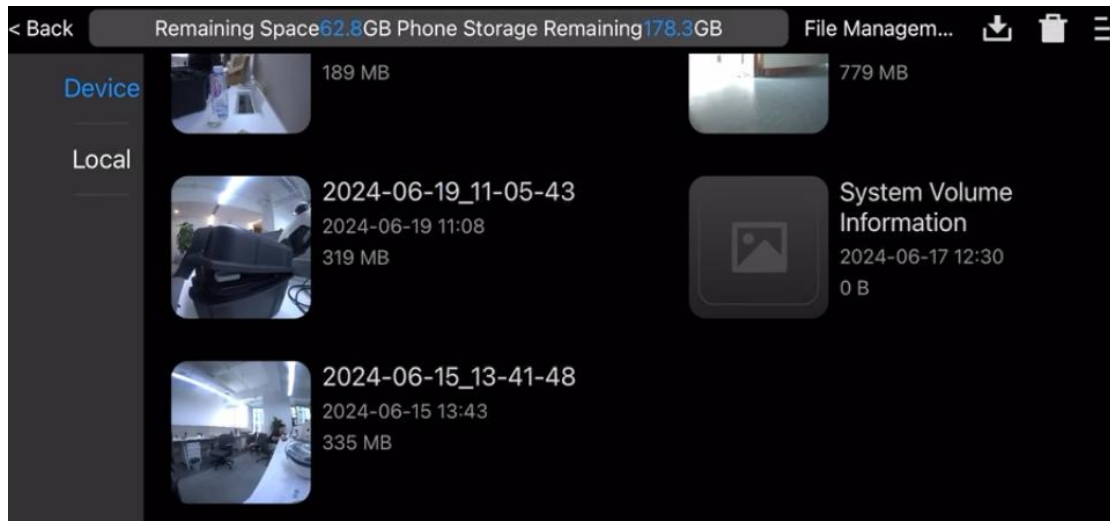 < Back
Remaining Space62.8GB Phone Storage Remaining178.3GB
File Managem...
Device
Local
189 MB
779 MB
2024-06-19_11-05-43
2024-06-19 11:08
319 MB
System Volume
Information
2024-06-17 12:30
0 B
2024-06-15_13-41-48
2024-06-15 13:43
335 MB